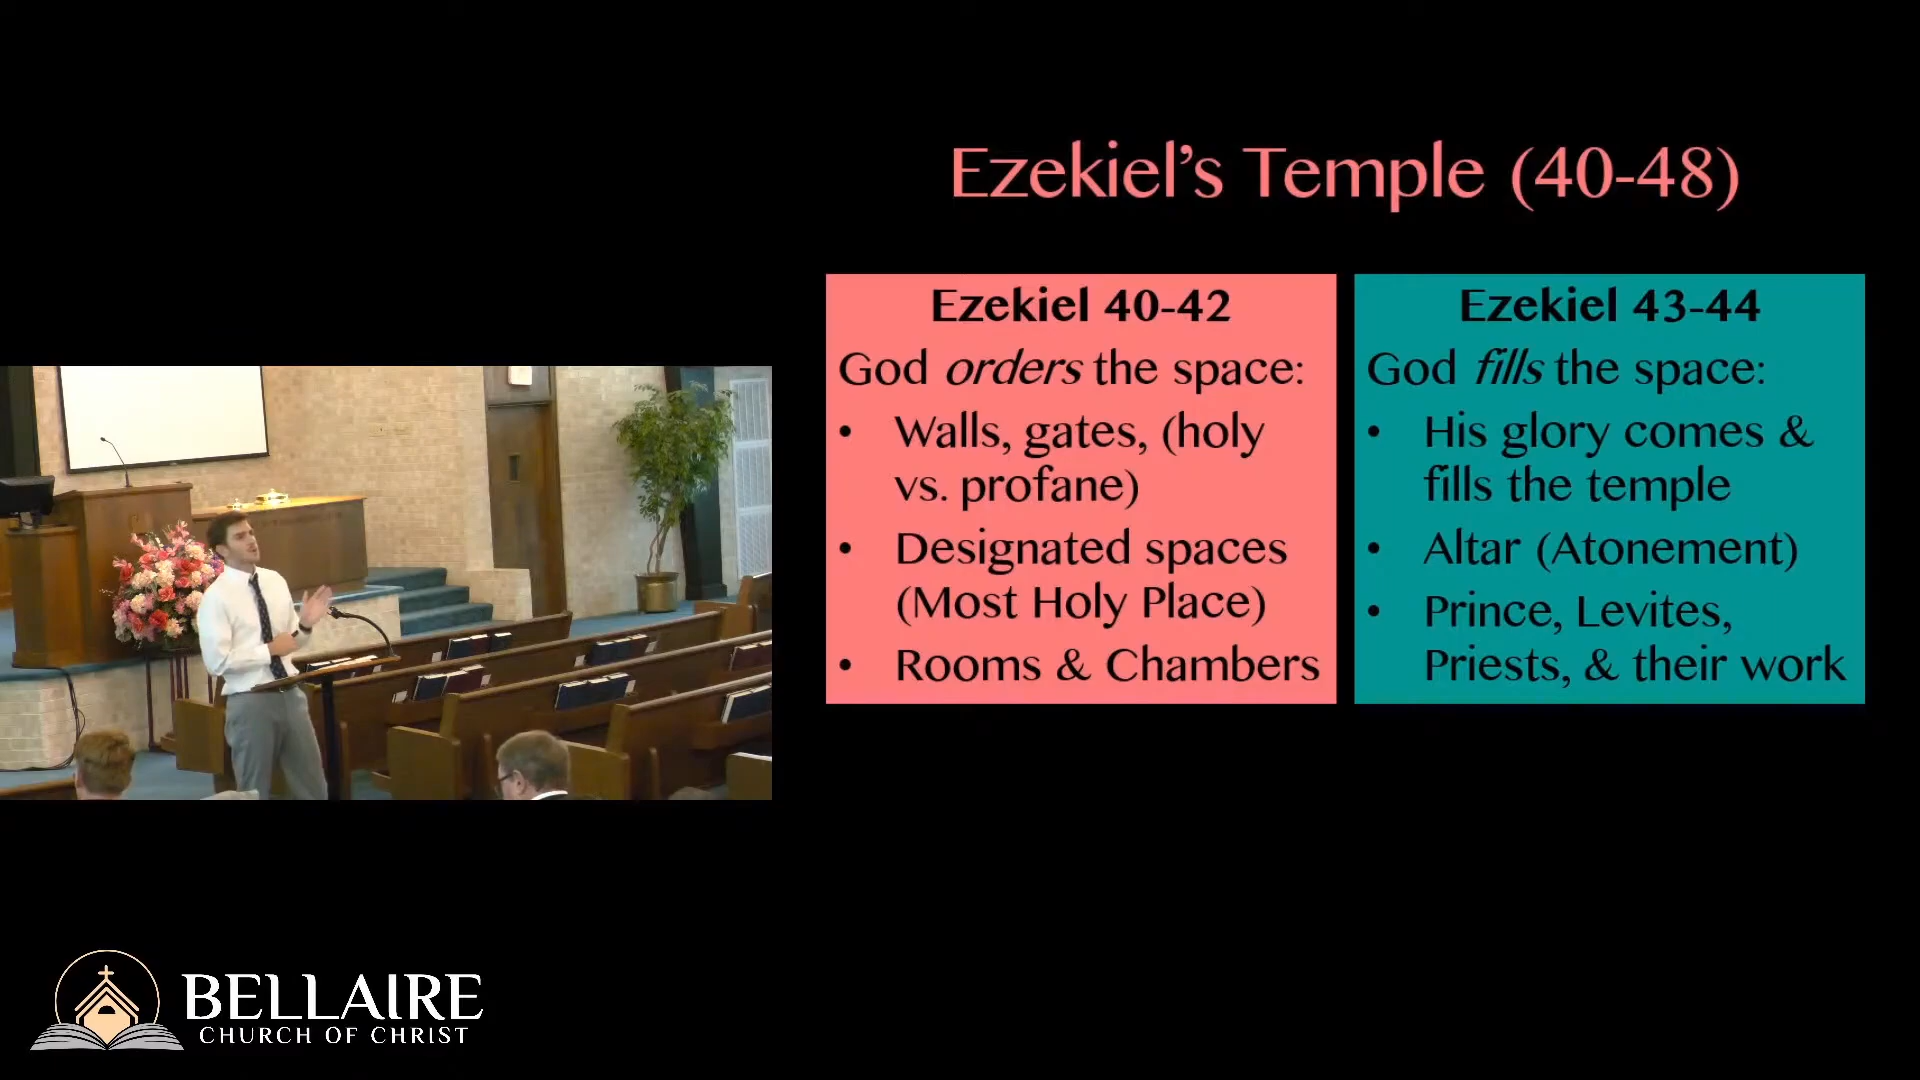 Ezekiel’s Temple (40-48)
Ezekiel 40-42
God orders the space:
• Walls, gates, (holy
vs. profane)
• Designated spaces
(Most Holy Place)
• Rooms & Chambers
Ezekiel 43-44
God fills the space:
• His glory comes &
fills the temple
• Altar (Atonement)
• Prince, Levites,
Priests, & their work
BELLAIRE
CHURCH OF CHRIST